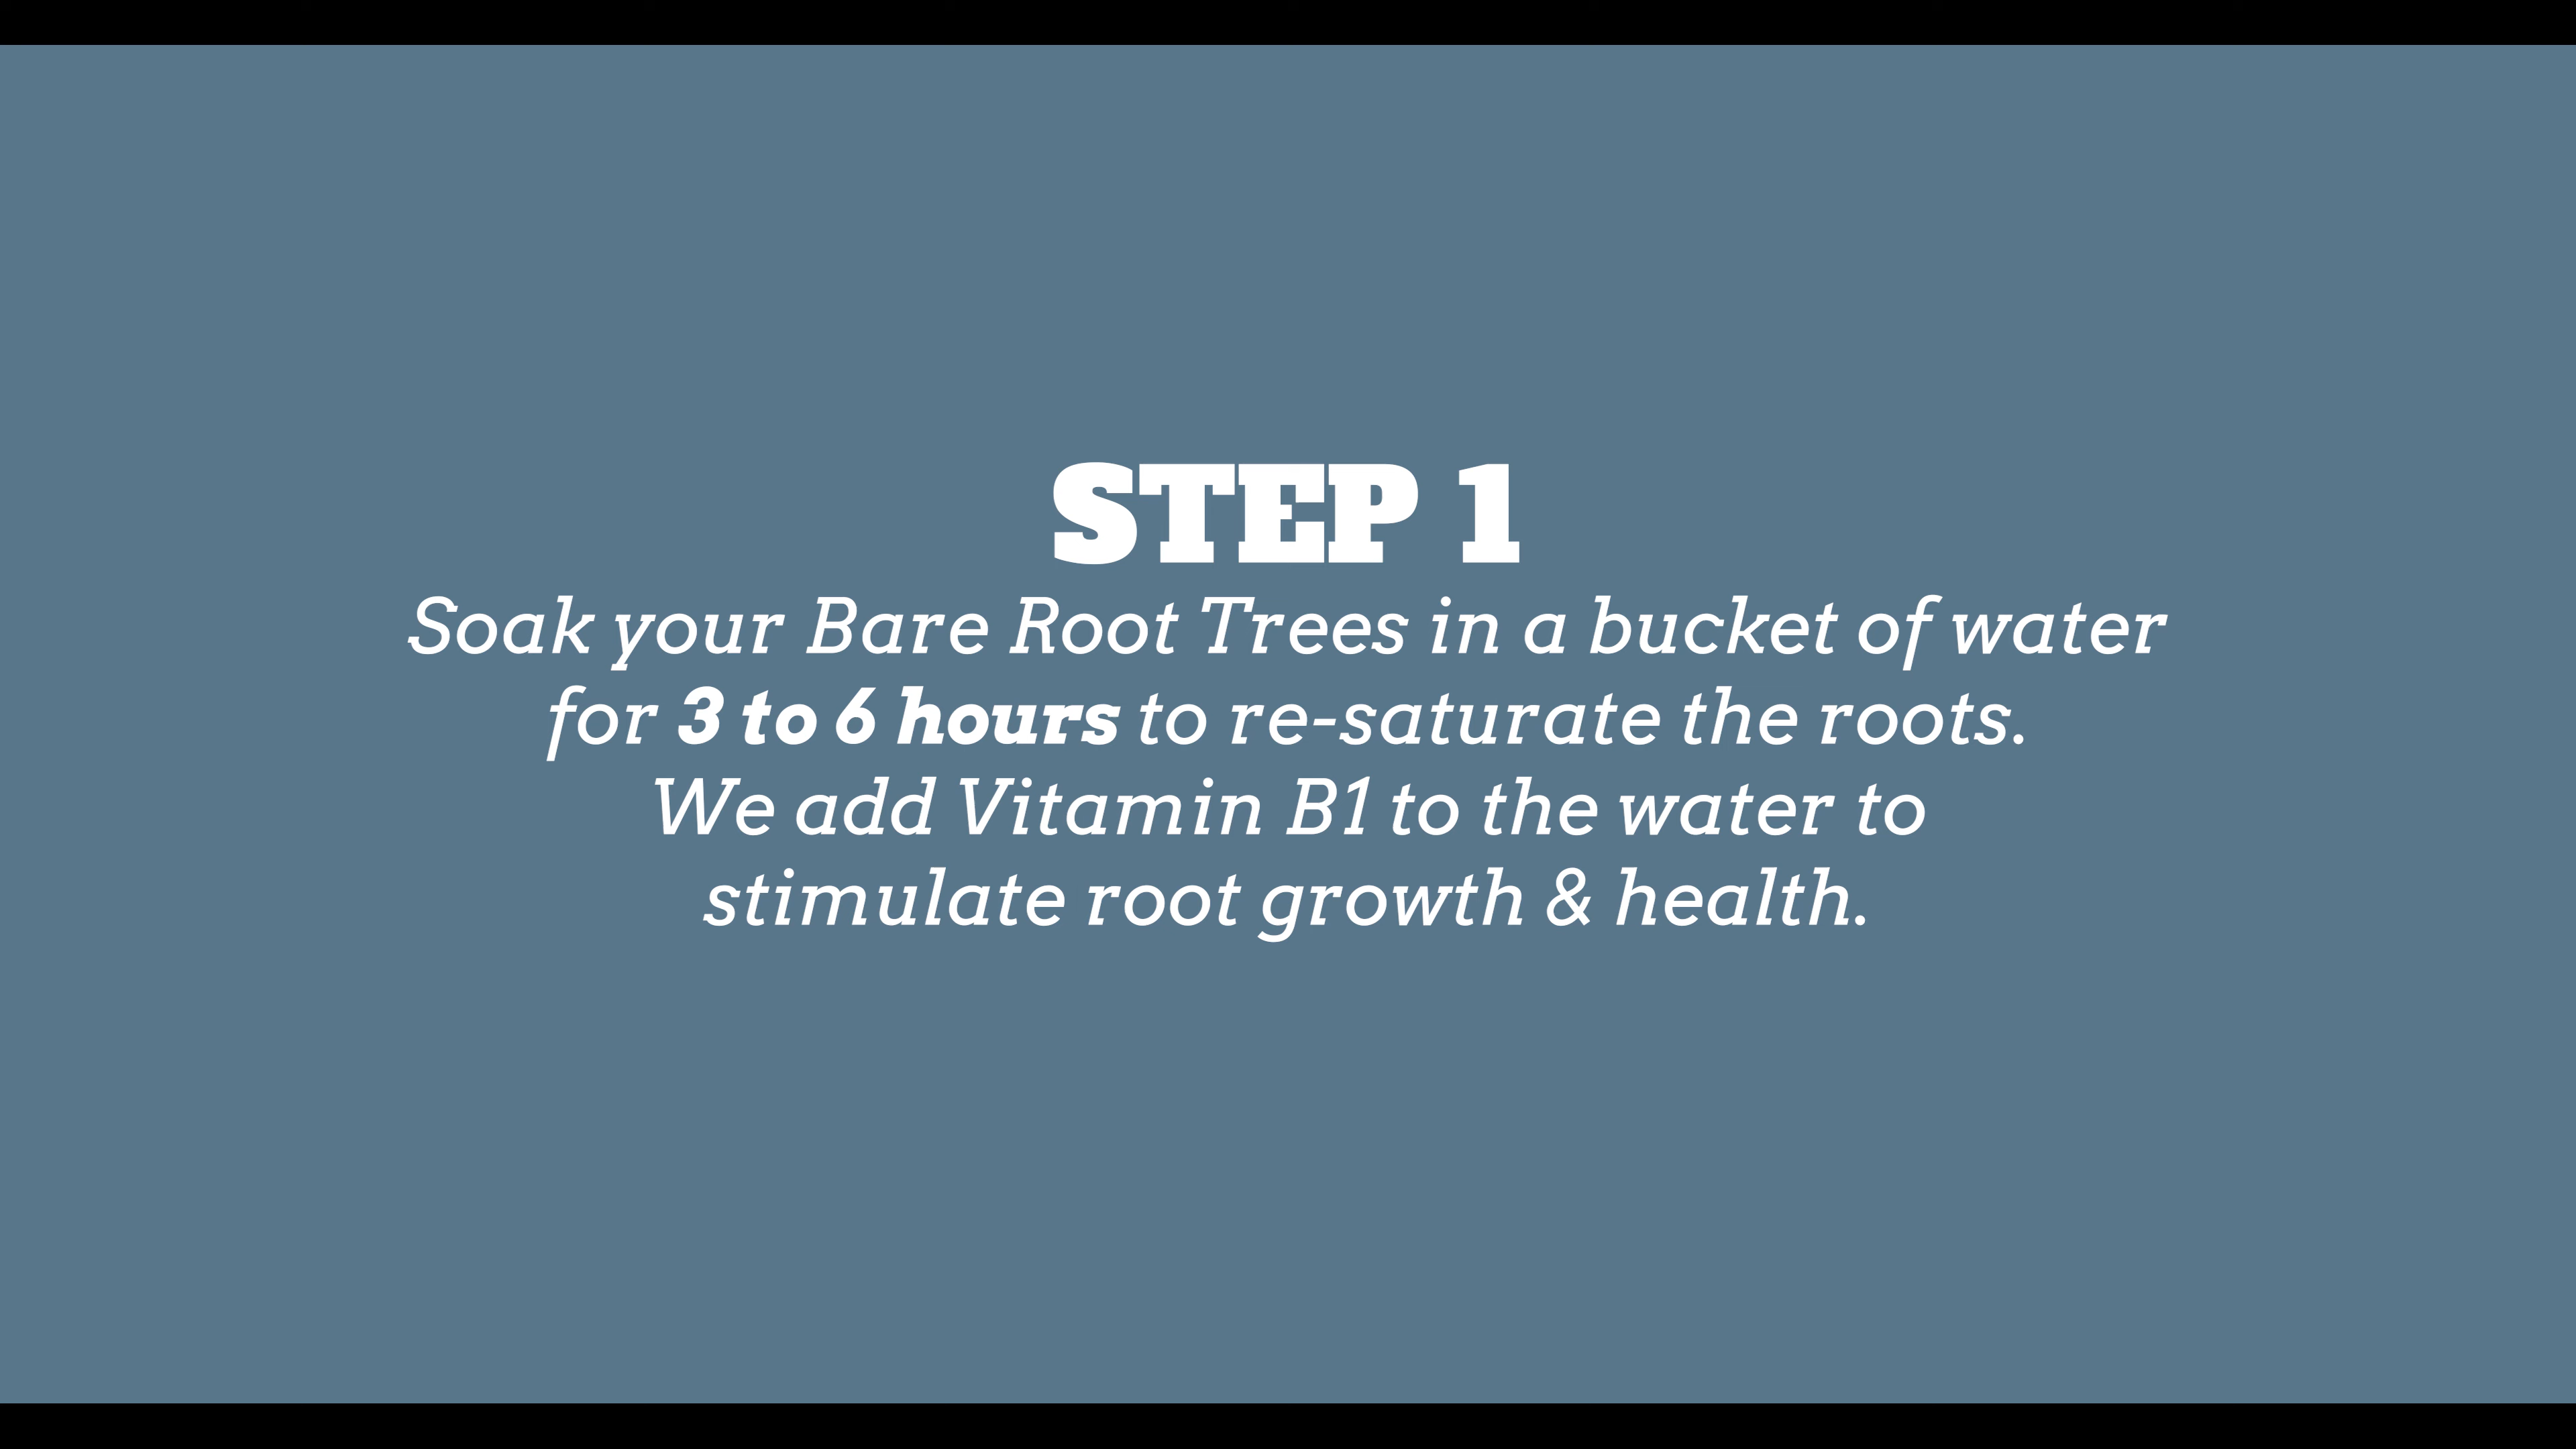 STEP 1
Soak your Bare Root Trees in a bucket of water
for 3 to 6 hours to re-saturate the roots.
We add Vitamin B1 to the water to
stimulate root growth & health.